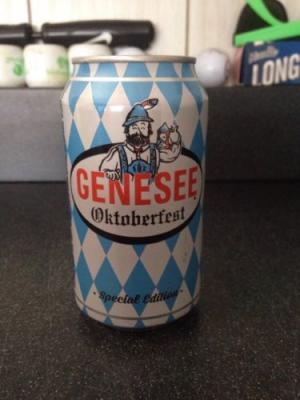 LONG
GENESEE
Oktoberfest
· Special Edition ·